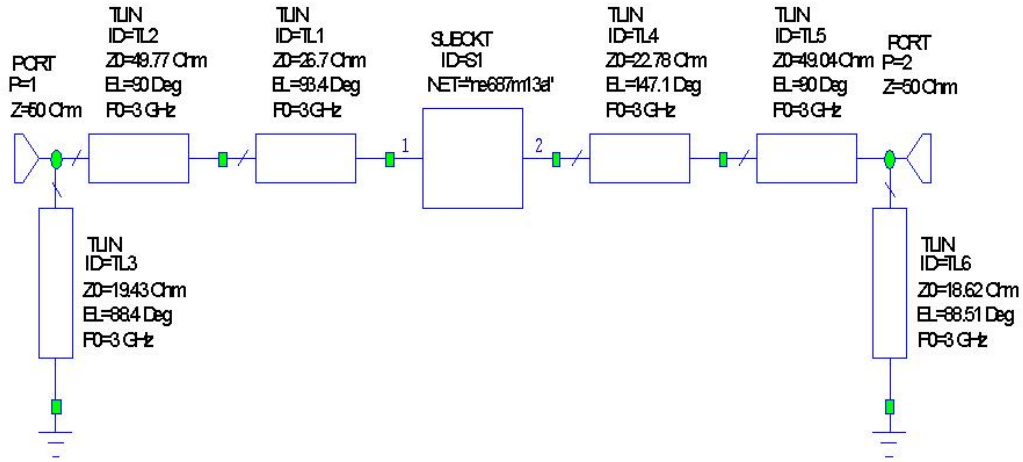 PORT
P=1
Z=50 Ohm
TLIN
ID=TL2
Z0=49.77 Ohm
EL=90 Deg
F0=3 GHz
TLIN
ID=TL1
Z0=26.7 Ohm
EL=93.4 Deg
F0=3 GHz
SUBCKT
ID=S1
NET="ne687m13a"
1
2
TLIN
ID=TL4
Z0=22.78 Ohm
EL=147.1 Deg
F0=3 GHz
TLIN
ID=TL5
Z0=49.04 Ohm
EL=90 Deg
F0=3 GHz
PORT
P=2
Z=50 Ohm
TLIN
ID=TL3
Z0=19.43 Ohm
EL=88.4 Deg
F0=3 GHz
TLIN
ID=TL6
Z0=18.62 Ohm
EL=88.51 Deg
F0=3 GHz